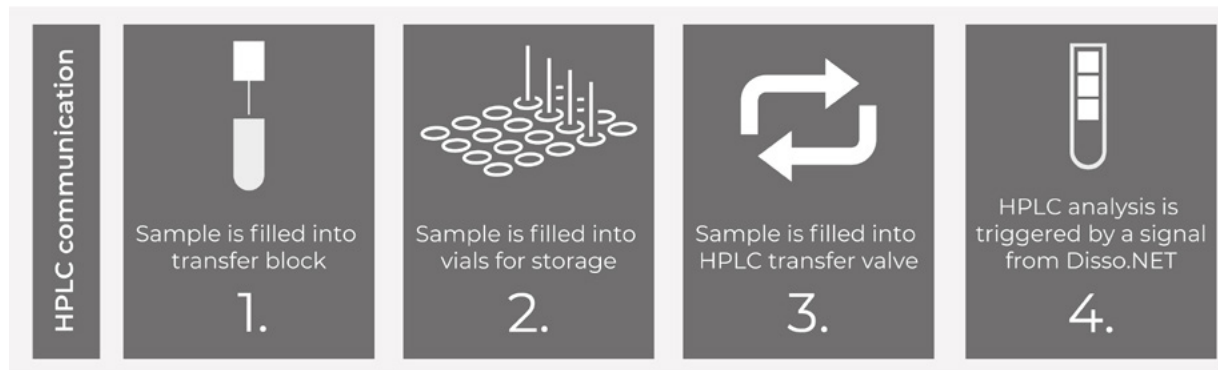 HPLC communication
Sample is filled into
transfer block
1.
Sample is filled into
vials for storage
2.
Sample is filled into
HPLC transfer valve
3.
HPLC analysis is
triggered by a signal
from Disso.NET
4.